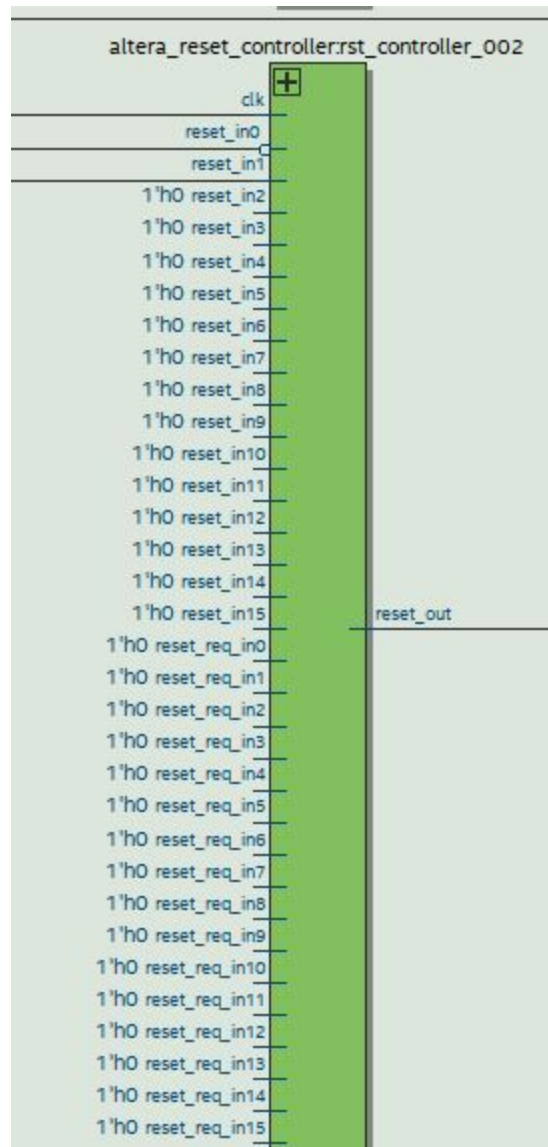 altera_reset_controller:rst_controller_002
clk
reset_in0
reset_in1
1'h0 reset_in2
1'h0 reset_in3
1'h0 reset_in4
1'h0 reset_in5
1'h0 reset_in6
1'h0 reset_in7
1'h0 reset_in8
1'h0 reset_in9
1'h0 reset_in10
1'h0 reset_in11
1'h0 reset_in12
1'h0 reset_in13
1'h0 reset_in14
1'h0 reset_in15 reset_out
1'h0 reset_req_in0
1'h0 reset_req_in1
1'h0 reset_req_in2
1'h0 reset_req_in3
1'h0 reset_req_in4
1'h0 reset_req_in5
1'h0 reset_req_in6
1'h0 reset_req_in7
1'h0 reset_req_in8
1'h0 reset_req_in9
1'h0 reset_req_in10
1'h0 reset_req_in11
1'h0 reset_req_in12
1'h0 reset_req_in13
1'h0 reset_req_in14
1'h0 reset_req_in15